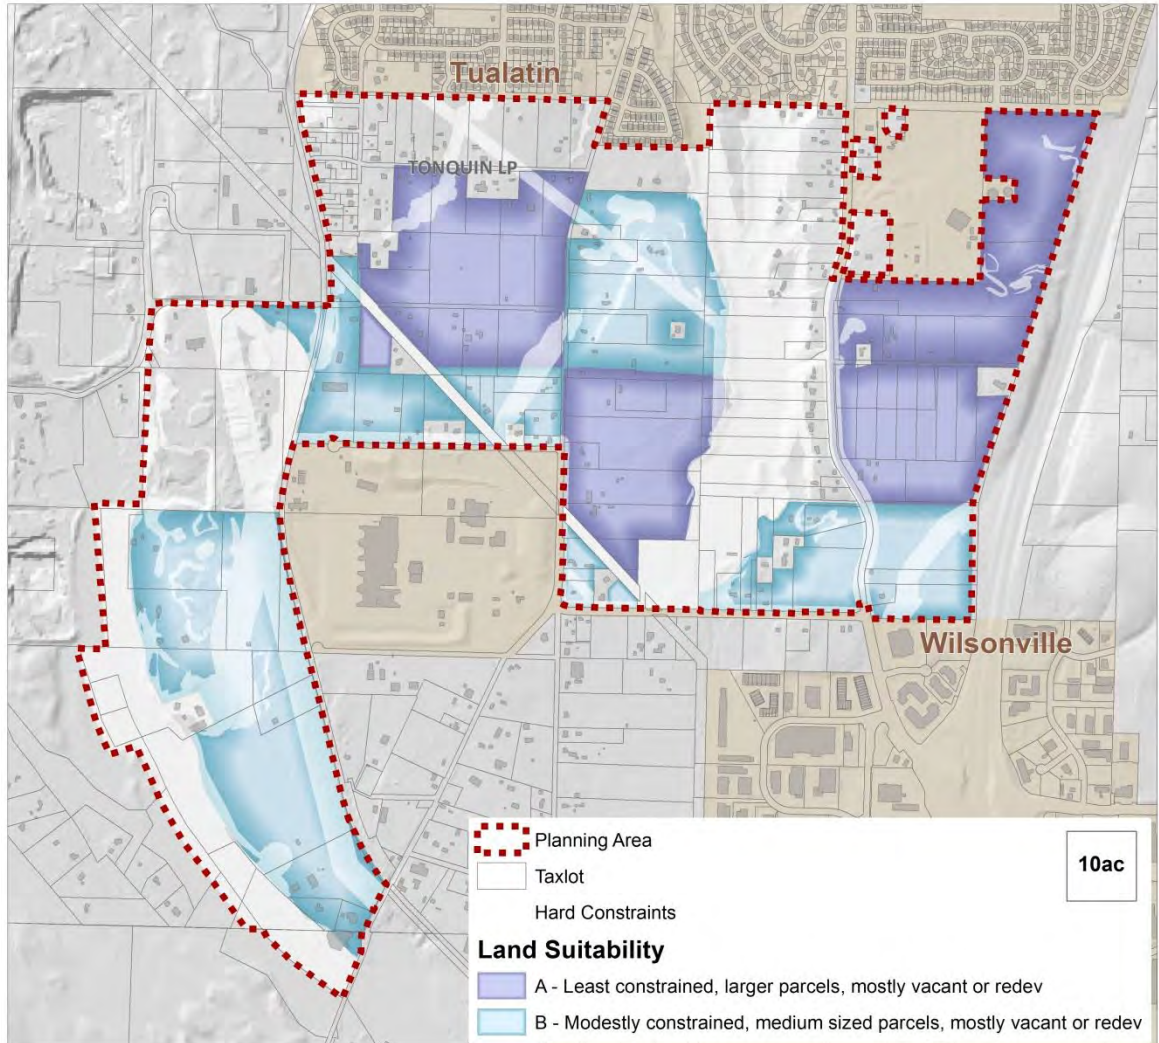 Tualatin
TONQUIN LP
Wilsonville
Planning Area
10ac
Taxlot
Hard Constraints
Land Suitability
A - Least constrained, larger parcels, mostly vacant or redev
B - Modestly constrained, medium sized parcels, mostly vacant or redev